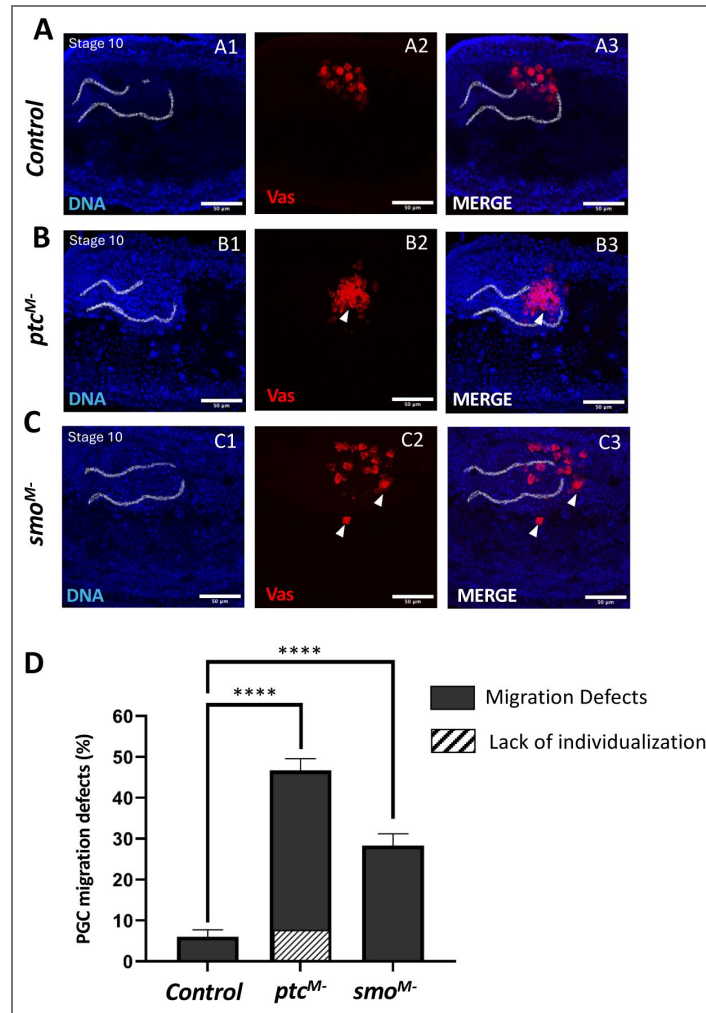 A
Stage 10 A1 A2 A3
Control
DNA Vas MERGE
50 µm 50 µm 50 µm
B
Stage 10 B1 B2 B3
ptcM-
DNA Vas MERGE
50 µm 50 µm 50 µm
C
Stage 10 C1 C2 C3
smoM-
DNA Vas MERGE
50 µm 50 µm 50 µm
D
****
****
Migration Defects
Lack of individualization
PGC migration defects (%)
60
50
40
30
20
10
0
Control ptcM- smoM-